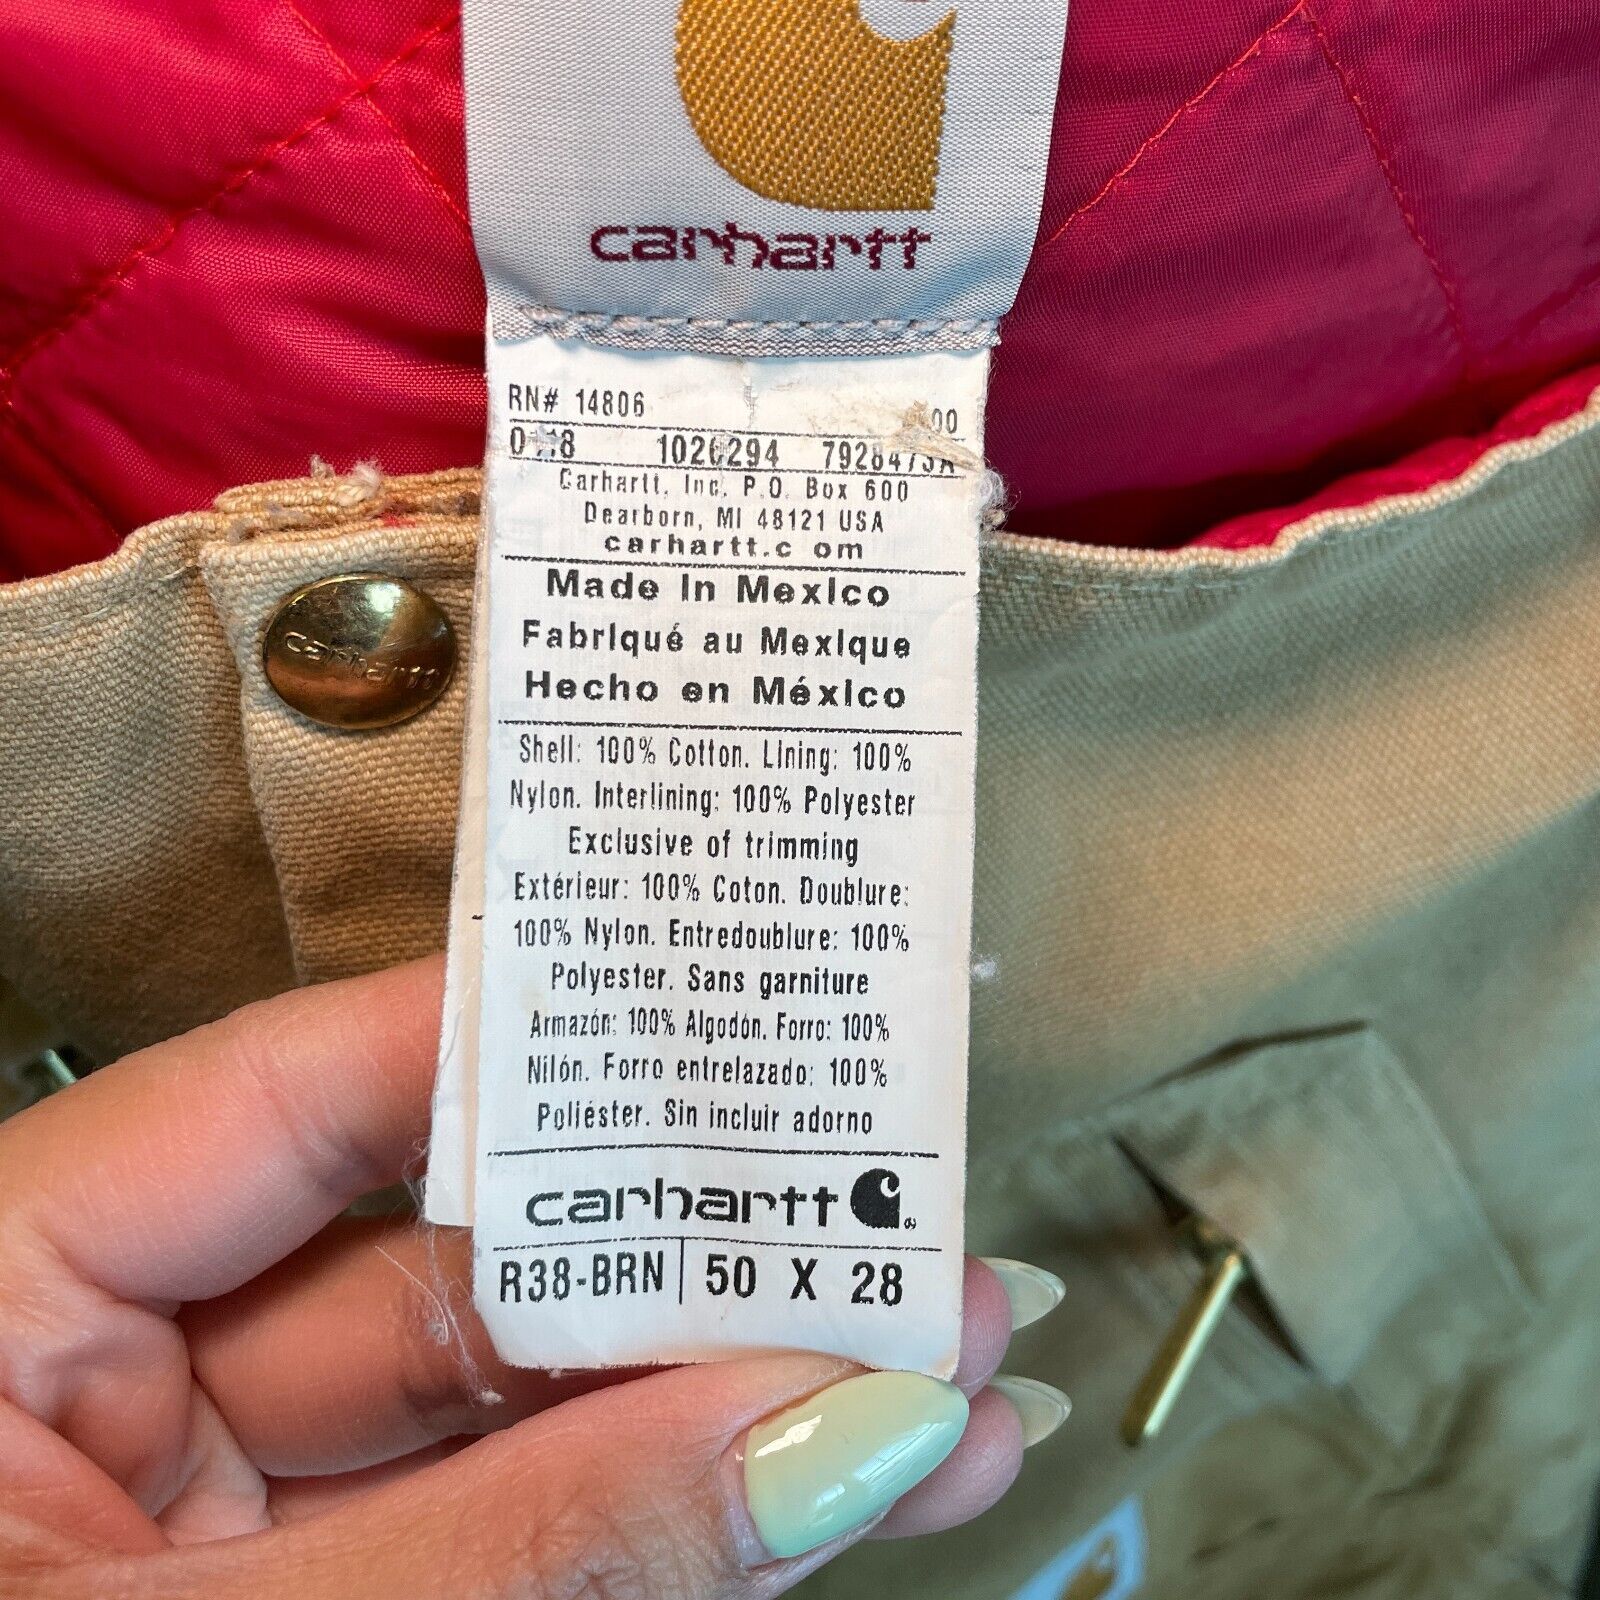 carhartt
RN# 14806
Carhartt, Inc. P.O. Box 600
Dearborn, MI 48121 USA
carhartt.c om
carhartt
Made In Mexico
Fabriqué au Mexique
Hecho en México
Shell: 100% Cotton. Lining: 100%
Nylon. Interlining: 100% Polyester
Exclusive of trimming
Extérieur: 100% Coton. Doublure:
100% Nylon. Entredoublure: 100%
Polyester. Sans garniture
Armazón: 100% Algodón. Forro: 100%
Nilón. Forro entrelazado: 100%
Poliéster. Sin incluir adorno
carhartt
R38-BRN 50 X 28